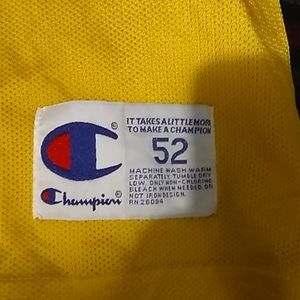 IT TAKES A LITTLE MORE
TO MAKE A CHAMPION
®
52
MACHINE WASH WARM
SEPARATLY, TUMBLE DRY
LOW, ONLY NON-CHLORINE
BLEACH WHEN NEEDED, DO
NOT IRON DESIGN.
RN 26094
Champion
®